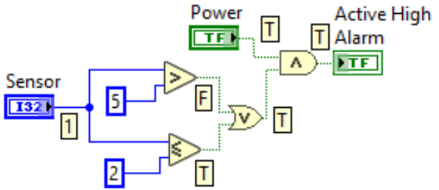 Power
T
Active High
Alarm
TF
T
∧
TF
Sensor
I32
1
5
>
F
∨
T
2
≤
T